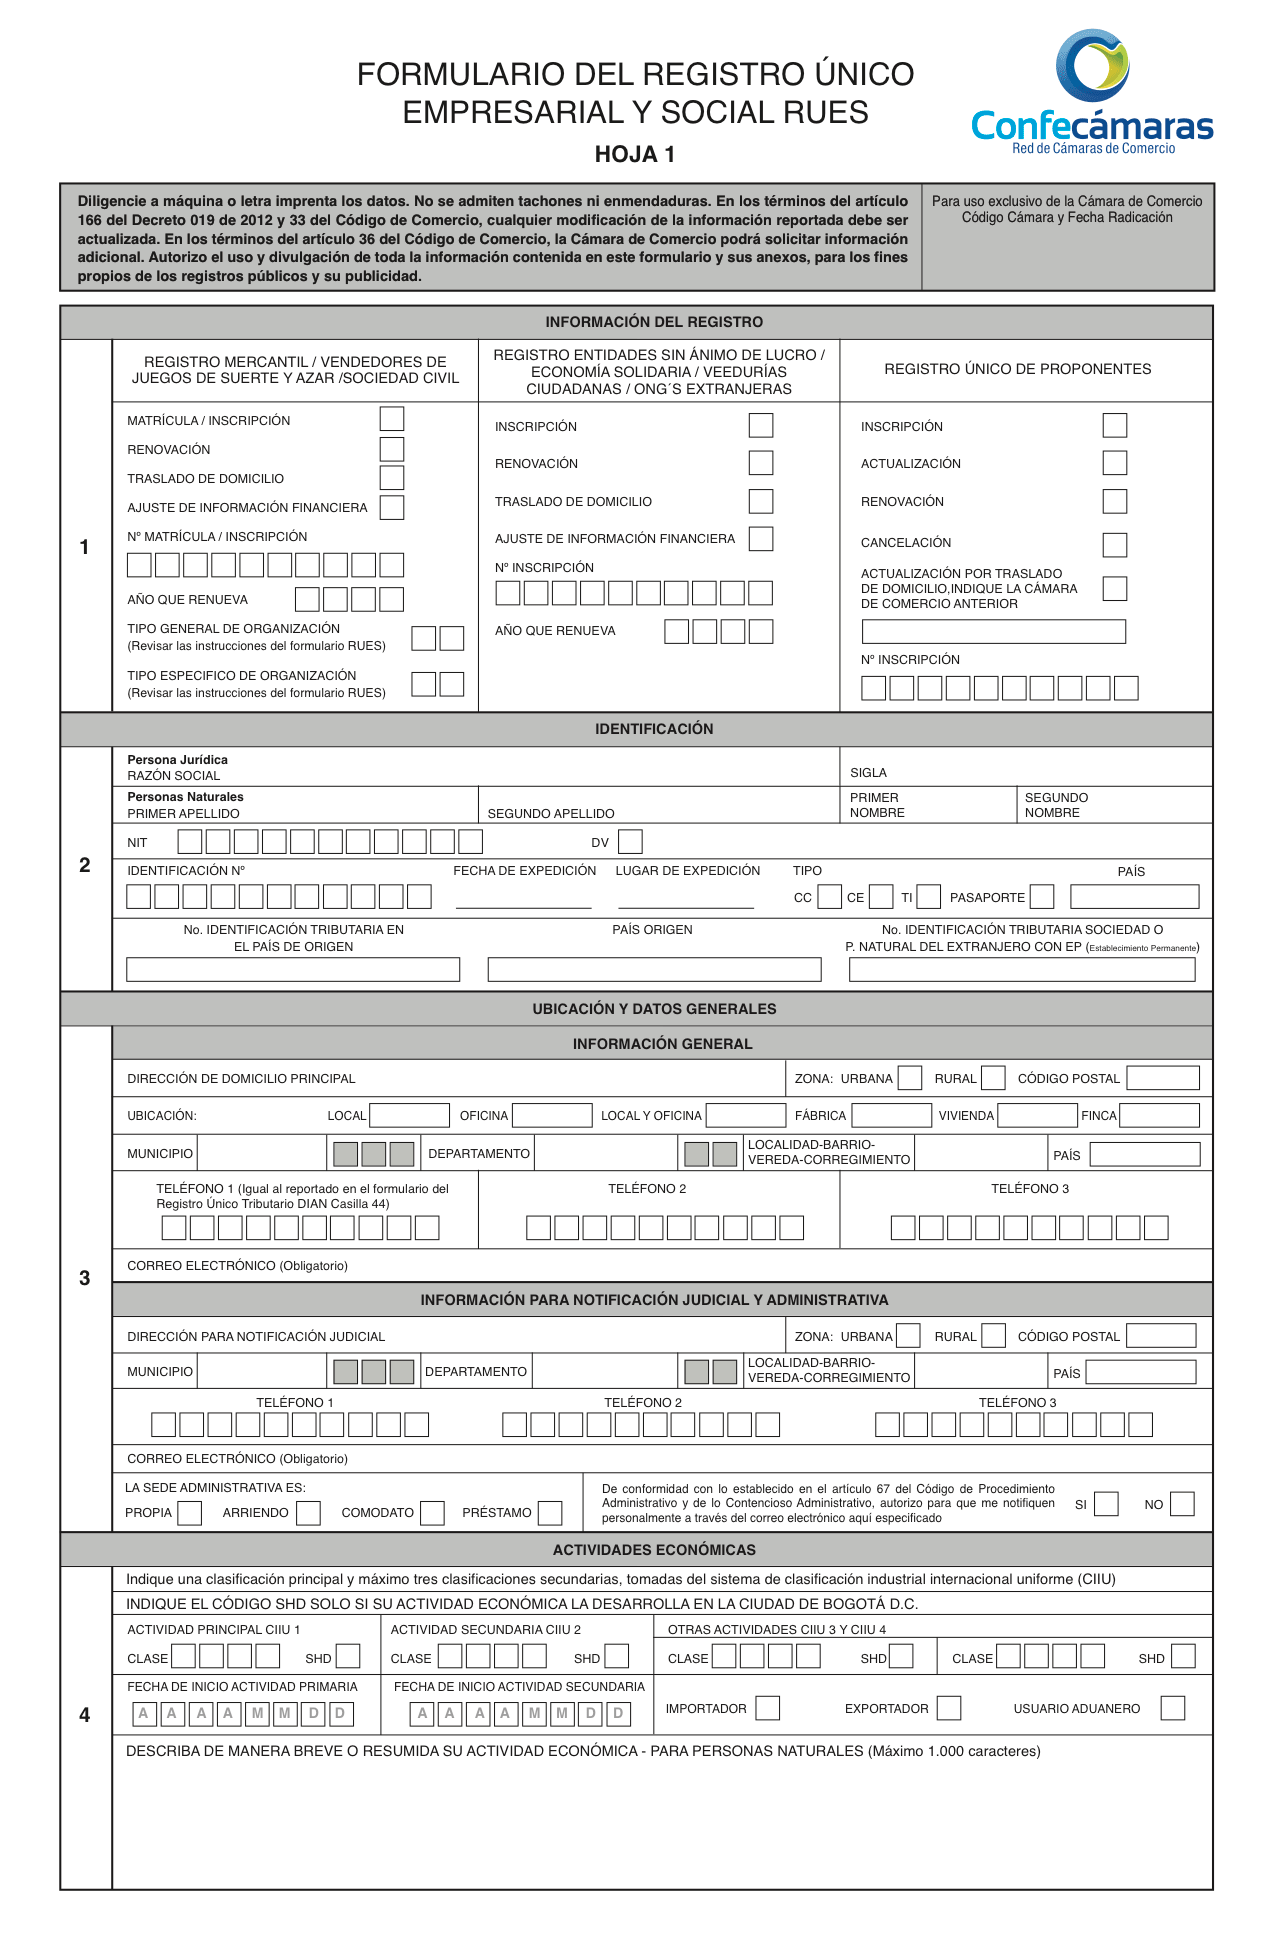 FORMULARIO DEL REGISTRO ÚNICO
EMPRESARIAL Y SOCIAL RUES
HOJA 1
Confecámaras
Red de Cámaras de Comercio
Diligencie a máquina o letra imprenta los datos. No se admiten tachones ni enmendaduras. En los términos del artículo
166 del Decreto 019 de 2012 y 33 del Código de Comercio, cualquier modificación de la información reportada debe ser
actualizada. En los términos del artículo 36 del Código de Comercio, la Cámara de Comercio podrá solicitar información
adicional. Autorizo el uso y divulgación de toda la información contenida en este formulario y sus anexos, para los fines
propios de los registros públicos y su publicidad.
Para uso exclusivo de la Cámara de Comercio
Código Cámara y Fecha Radicación
INFORMACIÓN DEL REGISTRO
1
REGISTRO MERCANTIL / VENDEDORES DE
JUEGOS DE SUERTE Y AZAR /SOCIEDAD CIVIL
MATRÍCULA / INSCRIPCIÓN
RENOVACIÓN
TRASLADO DE DOMICILIO
AJUSTE DE INFORMACIÓN FINANCIERA
Nº MATRÍCULA / INSCRIPCIÓN
AÑO QUE RENUEVA
TIPO GENERAL DE ORGANIZACIÓN
(Revisar las instrucciones del formulario RUES)
TIPO ESPECIFICO DE ORGANIZACIÓN
(Revisar las instrucciones del formulario RUES)
REGISTRO ENTIDADES SIN ÁNIMO DE LUCRO /
ECONOMÍA SOLIDARIA / VEEDURÍAS
CIUDADANAS / ONG´S EXTRANJERAS
INSCRIPCIÓN
RENOVACIÓN
TRASLADO DE DOMICILIO
AJUSTE DE INFORMACIÓN FINANCIERA
Nº INSCRIPCIÓN
AÑO QUE RENUEVA
REGISTRO ÚNICO DE PROPONENTES
INSCRIPCIÓN
ACTUALIZACIÓN
RENOVACIÓN
CANCELACIÓN
ACTUALIZACIÓN POR TRASLADO
DE DOMICILIO,INDIQUE LA CÁMARA
DE COMERCIO ANTERIOR
Nº INSCRIPCIÓN
IDENTIFICACIÓN
2
Persona Jurídica
RAZÓN SOCIAL
SIGLA
Personas Naturales
PRIMER APELLIDO
SEGUNDO APELLIDO
PRIMER
NOMBRE
SEGUNDO
NOMBRE
NIT DV
IDENTIFICACIÓN Nº FECHA DE EXPEDICIÓN LUGAR DE EXPEDICIÓN TIPO PAÍS
CC CE TI PASAPORTE
No. IDENTIFICACIÓN TRIBUTARIA EN
EL PAÍS DE ORIGEN
PAÍS ORIGEN
No. IDENTIFICACIÓN TRIBUTARIA SOCIEDAD O
P. NATURAL DEL EXTRANJERO CON EP (Establecimiento Permanente)
UBICACIÓN Y DATOS GENERALES
3
INFORMACIÓN GENERAL
DIRECCIÓN DE DOMICILIO PRINCIPAL ZONA: URBANA RURAL CÓDIGO POSTAL
UBICACIÓN: LOCAL OFICINA LOCAL Y OFICINA FÁBRICA VIVIENDA FINCA
MUNICIPIO DEPARTAMENTO
LOCALIDAD-BARRIO-
VEREDA-CORREGIMIENTO
PAÍS
TELÉFONO 1 (Igual al reportado en el formulario del
Registro Único Tributario DIAN Casilla 44)
TELÉFONO 2
TELÉFONO 3
CORREO ELECTRÓNICO (Obligatorio)
INFORMACIÓN PARA NOTIFICACIÓN JUDICIAL Y ADMINISTRATIVA
DIRECCIÓN PARA NOTIFICACIÓN JUDICIAL ZONA: URBANA RURAL CÓDIGO POSTAL
MUNICIPIO DEPARTAMENTO
LOCALIDAD-BARRIO-
VEREDA-CORREGIMIENTO
PAÍS
TELÉFONO 1 TELÉFONO 2 TELÉFONO 3
CORREO ELECTRÓNICO (Obligatorio)
LA SEDE ADMINISTRATIVA ES:
PROPIA ARRIENDO COMODATO PRÉSTAMO
De conformidad con lo establecido en el artículo 67 del Código de Procedimiento
Administrativo y de lo Contencioso Administrativo, autorizo para que me notifiquen
personalmente a través del correo electrónico aquí especificado
SI NO
ACTIVIDADES ECONÓMICAS
4
Indique una clasificación principal y máximo tres clasificaciones secundarias, tomadas del sistema de clasificación industrial internacional uniforme (CIIU)
INDIQUE EL CÓDIGO SHD SOLO SI SU ACTIVIDAD ECONÓMICA LA DESARROLLA EN LA CIUDAD DE BOGOTÁ D.C.
ACTIVIDAD PRINCIPAL CIIU 1 ACTIVIDAD SECUNDARIA CIIU 2 OTRAS ACTIVIDADES CIIU 3 Y CIIU 4
CLASE SHD CLASE SHD CLASE SHD CLASE SHD
FECHA DE INICIO ACTIVIDAD PRIMARIA FECHA DE INICIO ACTIVIDAD SECUNDARIA
A A A A M M D D A A A A M M D D
IMPORTADOR EXPORTADOR USUARIO ADUANERO
DESCRIBA DE MANERA BREVE O RESUMIDA SU ACTIVIDAD ECONÓMICA - PARA PERSONAS NATURALES (Máximo 1.000 caracteres)